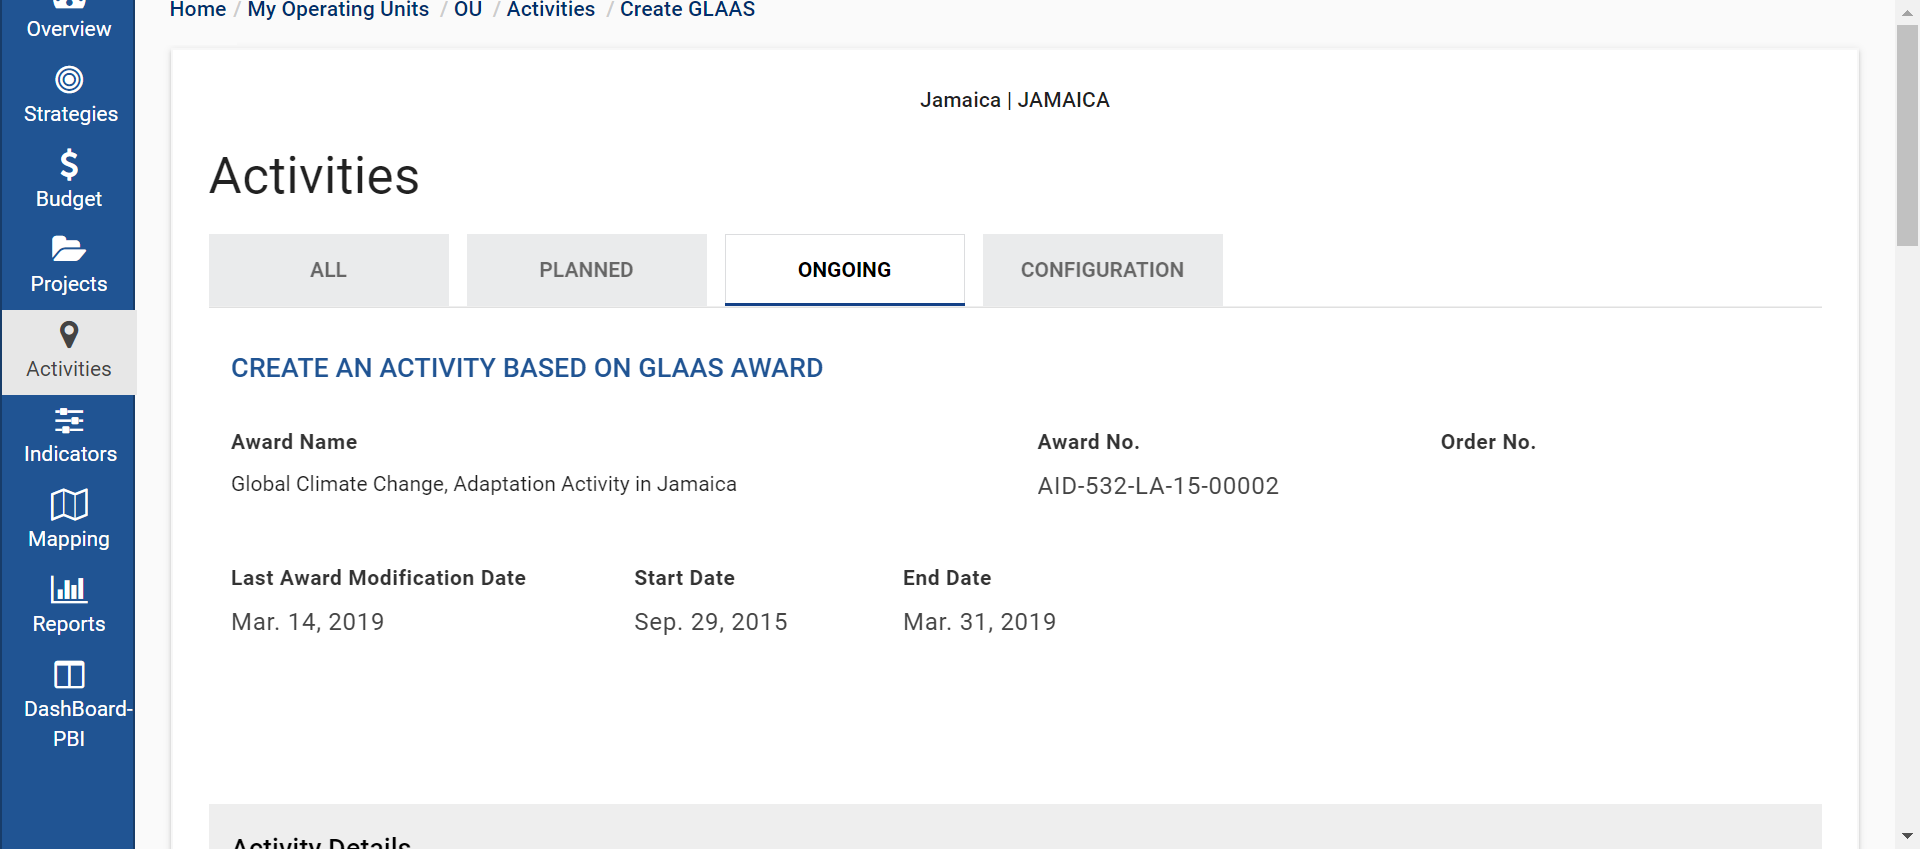 Home / My Operating Units / OU / Activities / Create GLAAS
Overview
Strategies
Budget
Projects
Activities
Indicators
Mapping
Reports
DashBoard-
PBI
Jamaica | JAMAICA
Activities
ALL PLANNED ONGOING CONFIGURATION
CREATE AN ACTIVITY BASED ON GLAAS AWARD
Award Name Award No. Order No.
Global Climate Change, Adaptation Activity in Jamaica AID-532-LA-15-00002
Last Award Modification Date Start Date End Date
Mar. 14, 2019 Sep. 29, 2015 Mar. 31, 2019
Activity Details